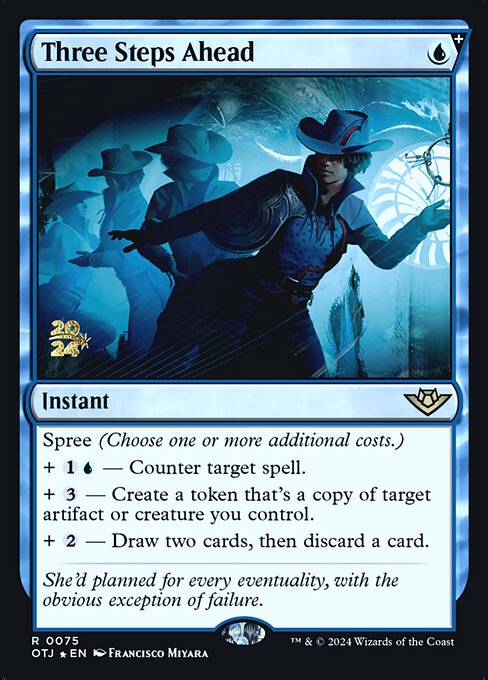 Three Steps Ahead
20
24
Instant
Spree (Choose one or more additional costs.)
+ 1 — Counter target spell.
+ 3 — Create a token that's a copy of target
artifact or creature you control.
+ 2 — Draw two cards, then discard a card.
She'd planned for every eventuality, with the
obvious exception of failure.
R 0075
OTJ ★ EN Francisco Miyara
™ & © 2024 Wizards of the Coast